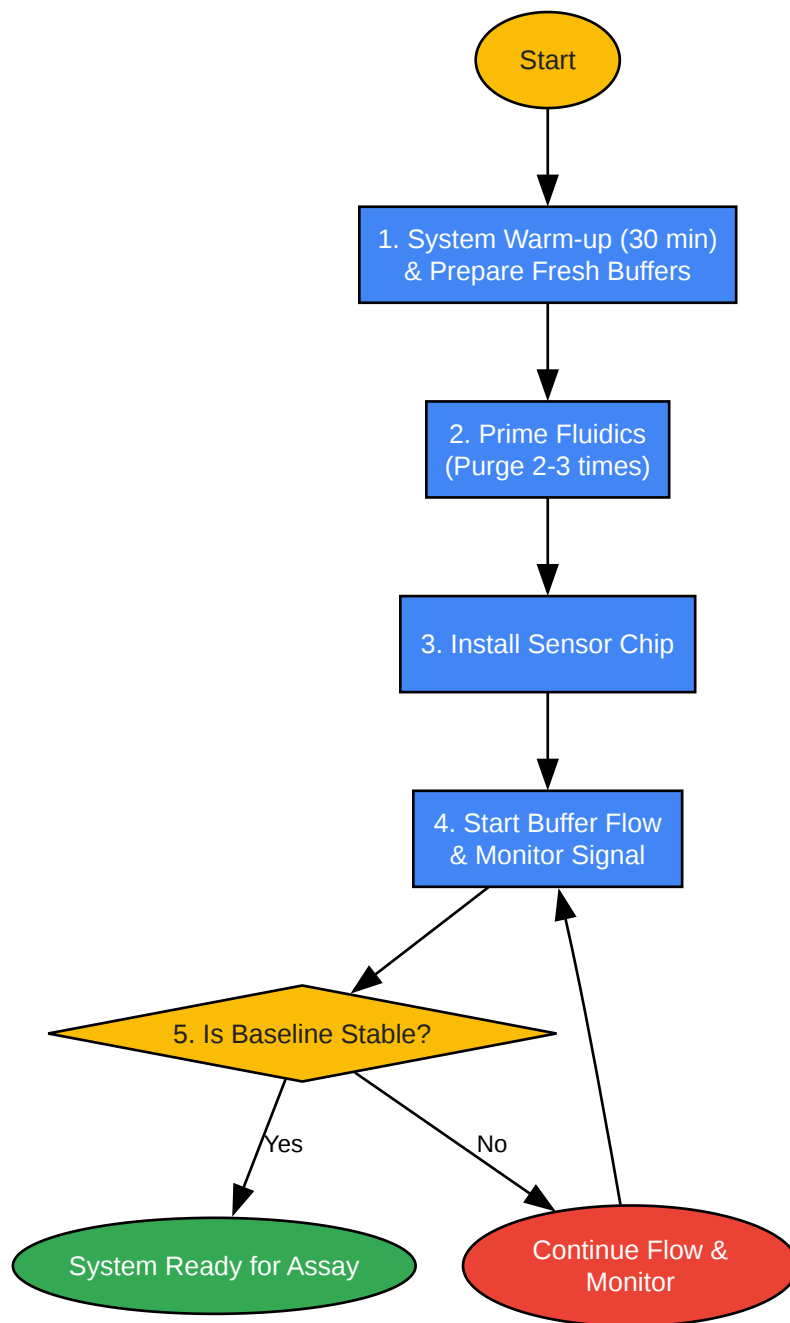 Start
1. System Warm-up (30 min)
& Prepare Fresh Buffers
2. Prime Fluidics
(Purge 2-3 times)
3. Install Sensor Chip
4. Start Buffer Flow
& Monitor Signal
5. Is Baseline Stable?
Yes
No
System Ready for Assay
Continue Flow &
Monitor